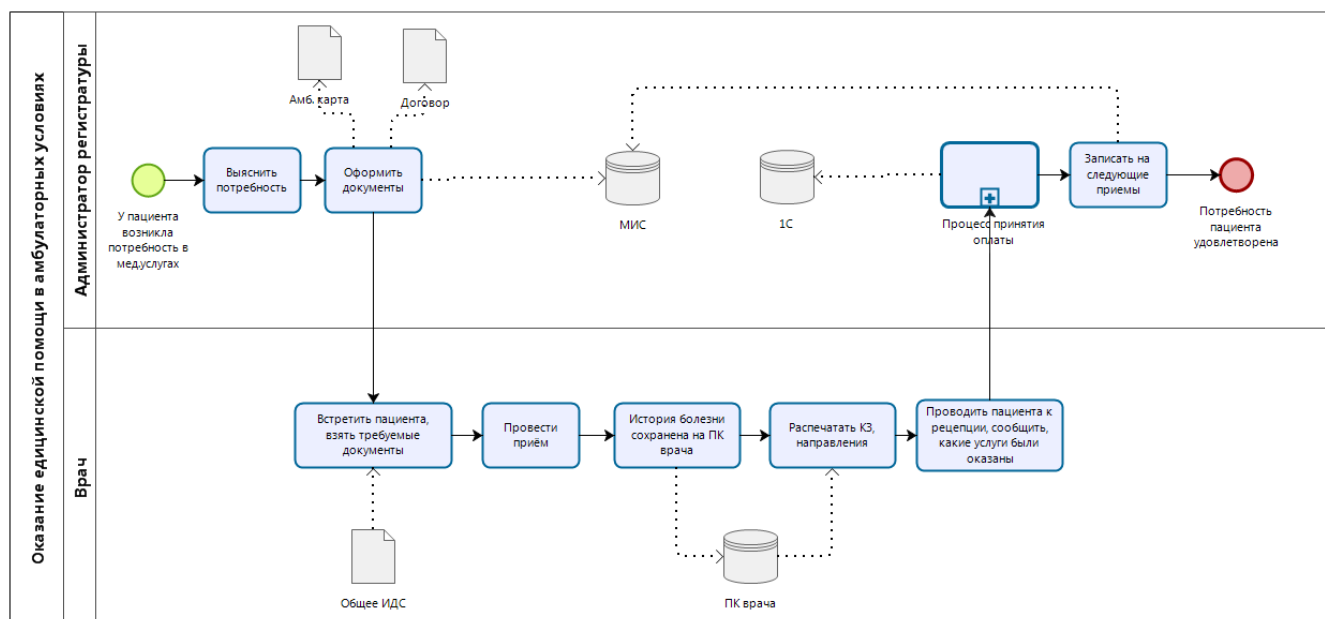 Оказание единской помощи в амбулаторных условиях
Администратор регистратуры
Амб. карта
Договор
Выяснить
потребность
Оформить
документы
Записать на
следующие
приемы
У пациента
возникла
потребность в
мед.услугах
МИС
1С
Процесс принятия
оплаты
Потребность
пациента
удовлетворена
Врач
Встретить пациента,
взять требуемые
документы
Провести
приём
История болезни
сохранена на ПК
врача
Распечатать КЗ,
направления
Проводить пациента к
рецепции, сообщить,
какие услуги были
оказаны
Общее ИДС
ПК врача